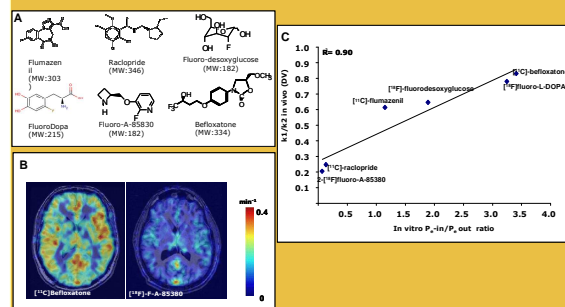 A
Flumazen
il
(MW:303
)
Raclopride
(MW:346)
Fluoro-desoxyglucose
(MW:182)
FluoroDopa
(MW:215)
Fluoro-A-85830
(MW:182)
Befloxatone
(MW:334)
B
min⁻¹
0.4
0
[¹¹C]Befloxatone
[¹⁸F]-F-A-85380
C
R= 0.90
k1/k2 in vivo (DV)
1.0
0.9
0.8
0.7
0.6
0.5
0.4
0.3
0.2
0.1
0
[¹¹C]-befloxatone
[¹⁸F]fluoro-L-DOPA
[¹⁸F]-fluorodesoxyglucose
[¹¹C]-flumazenil
[¹¹C]-raclopride
2-[¹⁸F]fluoro-A-85380
0.5
1.0
1.5
2.0
2.5
3.0
3.5
4.0
In vitro Pₑ-in/Pₑ out ratio